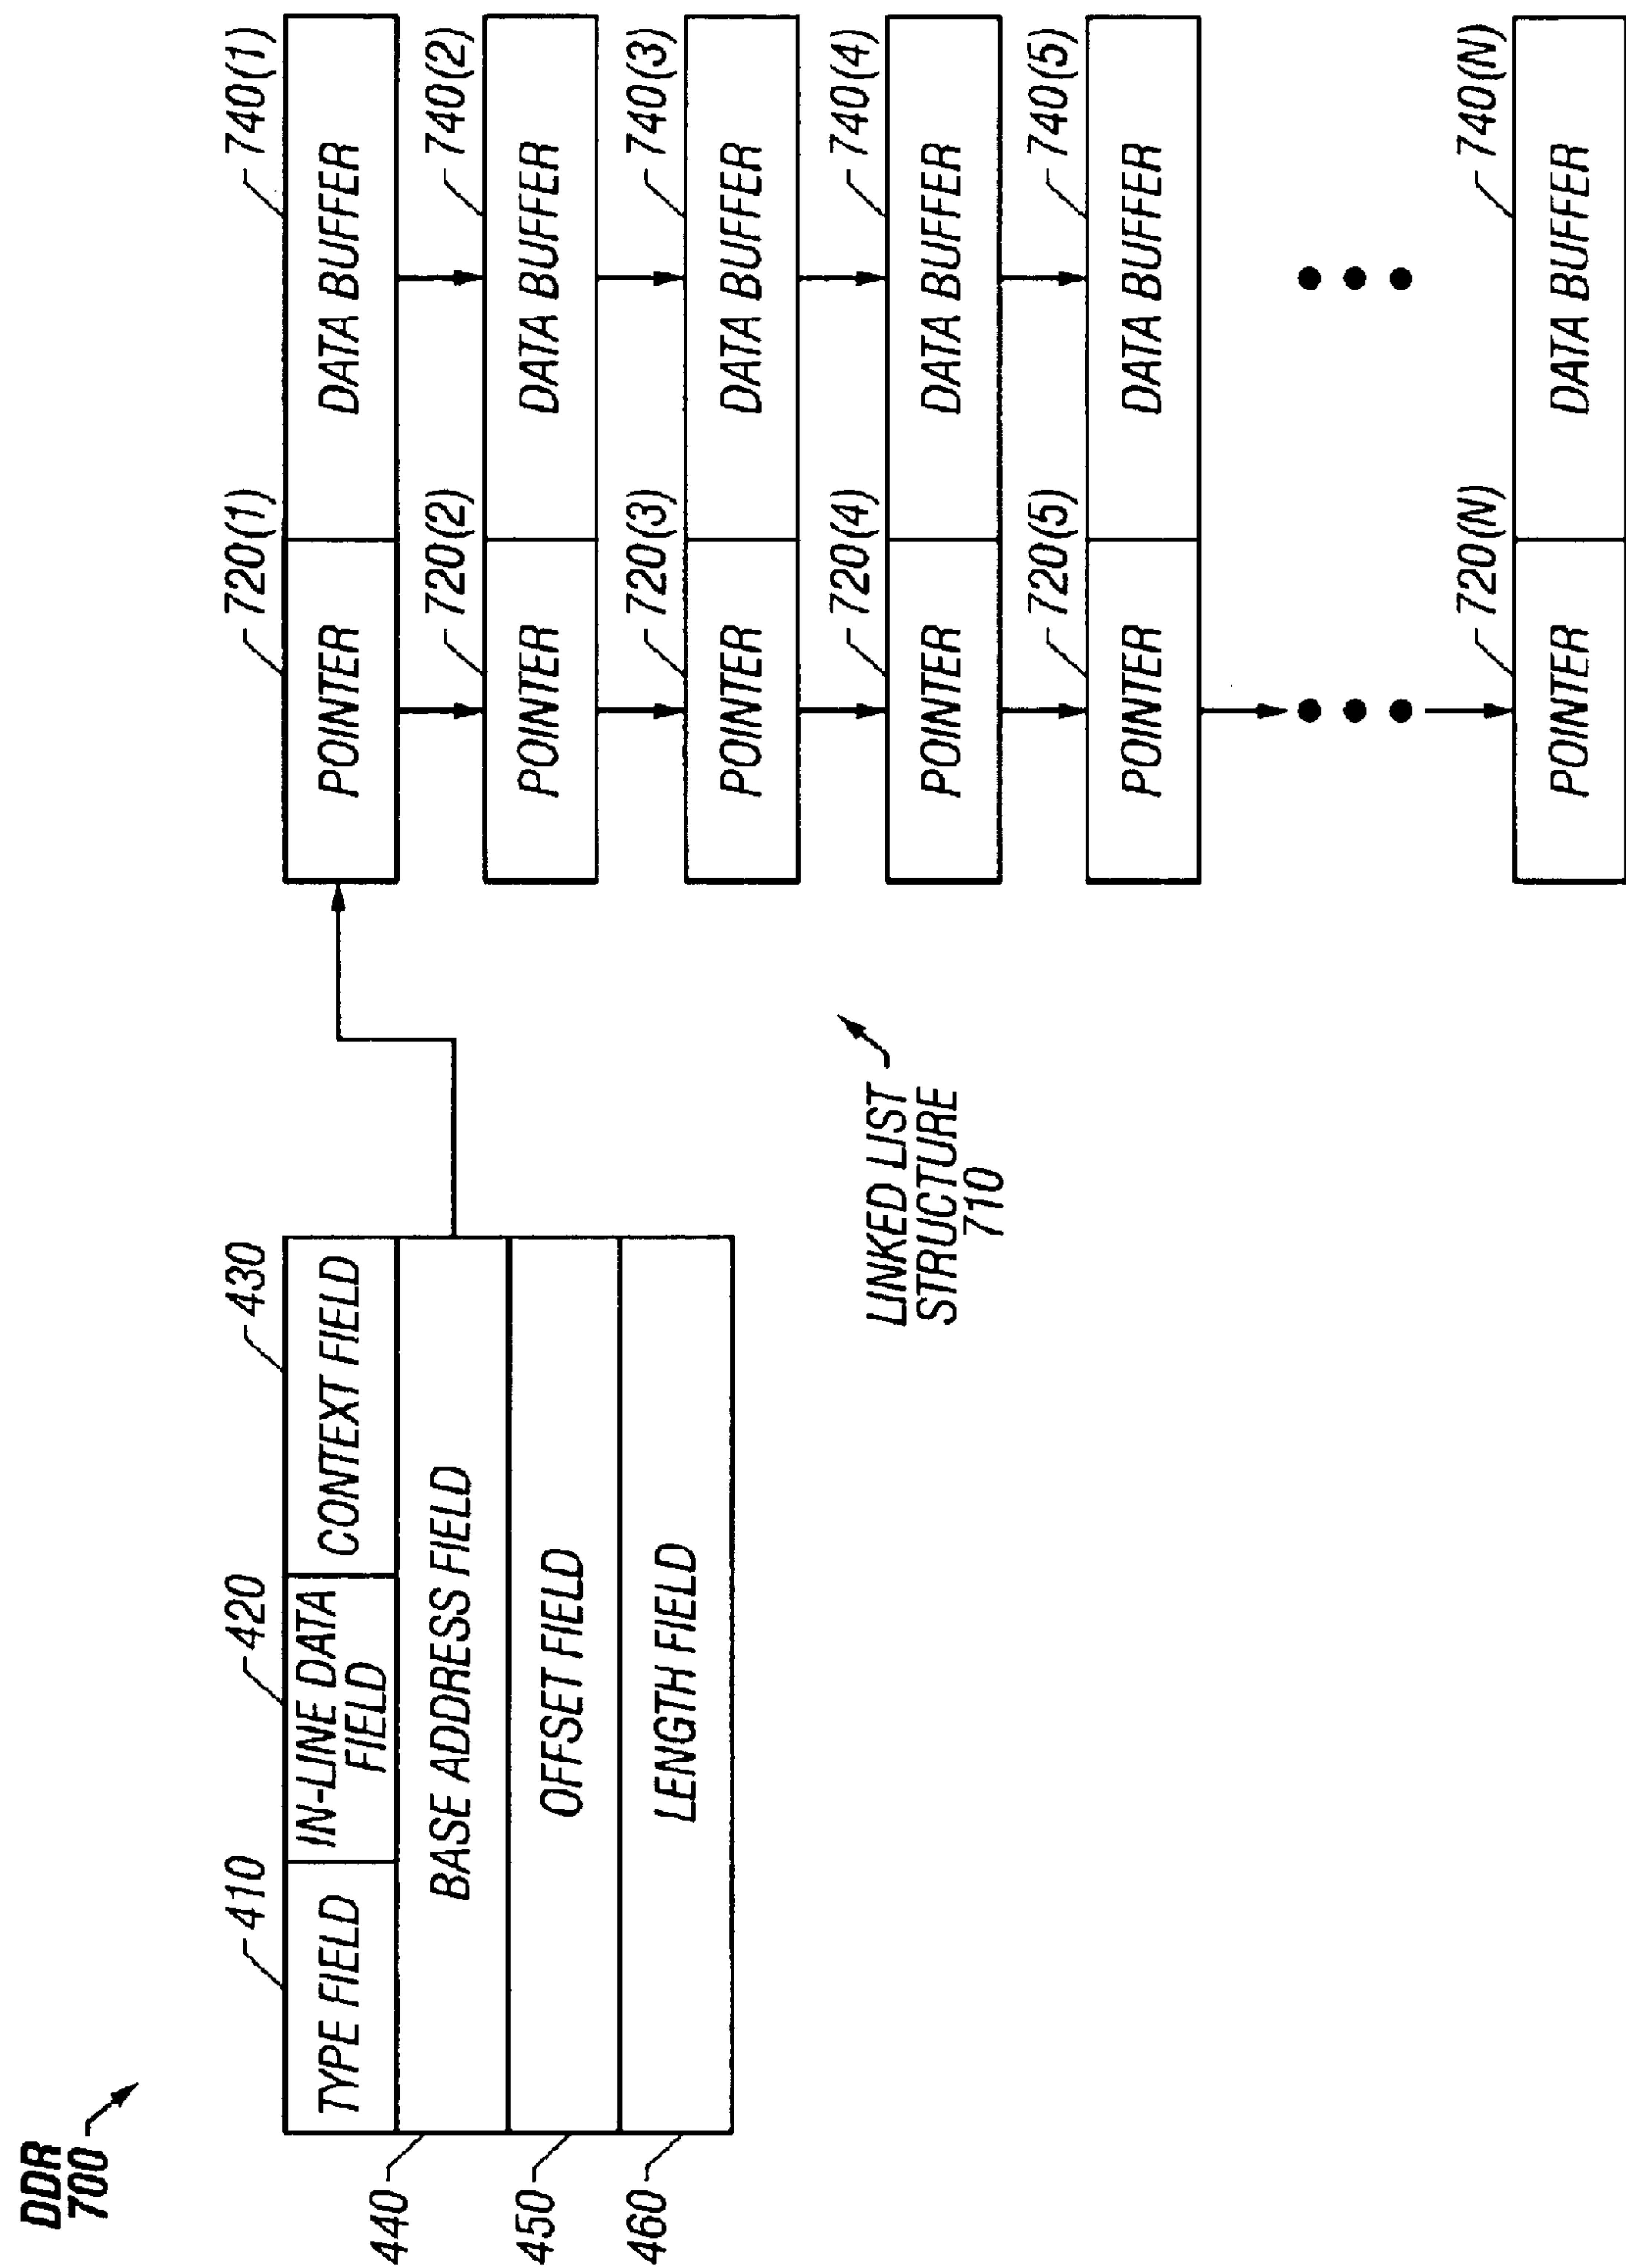 DDR
700
410
420
430
TYPE FIELD
IN-LINE DATA
FIELD
CONTEXT FIELD
440
BASE ADDRESS FIELD
450
OFFSET FIELD
460
LENGTH FIELD
LINKED LIST
STRUCTURE
710
720(1)
740(1)
POINTER
DATA BUFFER
720(2)
740(2)
POINTER
DATA BUFFER
720(3)
740(3)
POINTER
DATA BUFFER
720(4)
740(4)
POINTER
DATA BUFFER
720(5)
740(5)
POINTER
DATA BUFFER
720(N)
740(N)
POINTER
DATA BUFFER